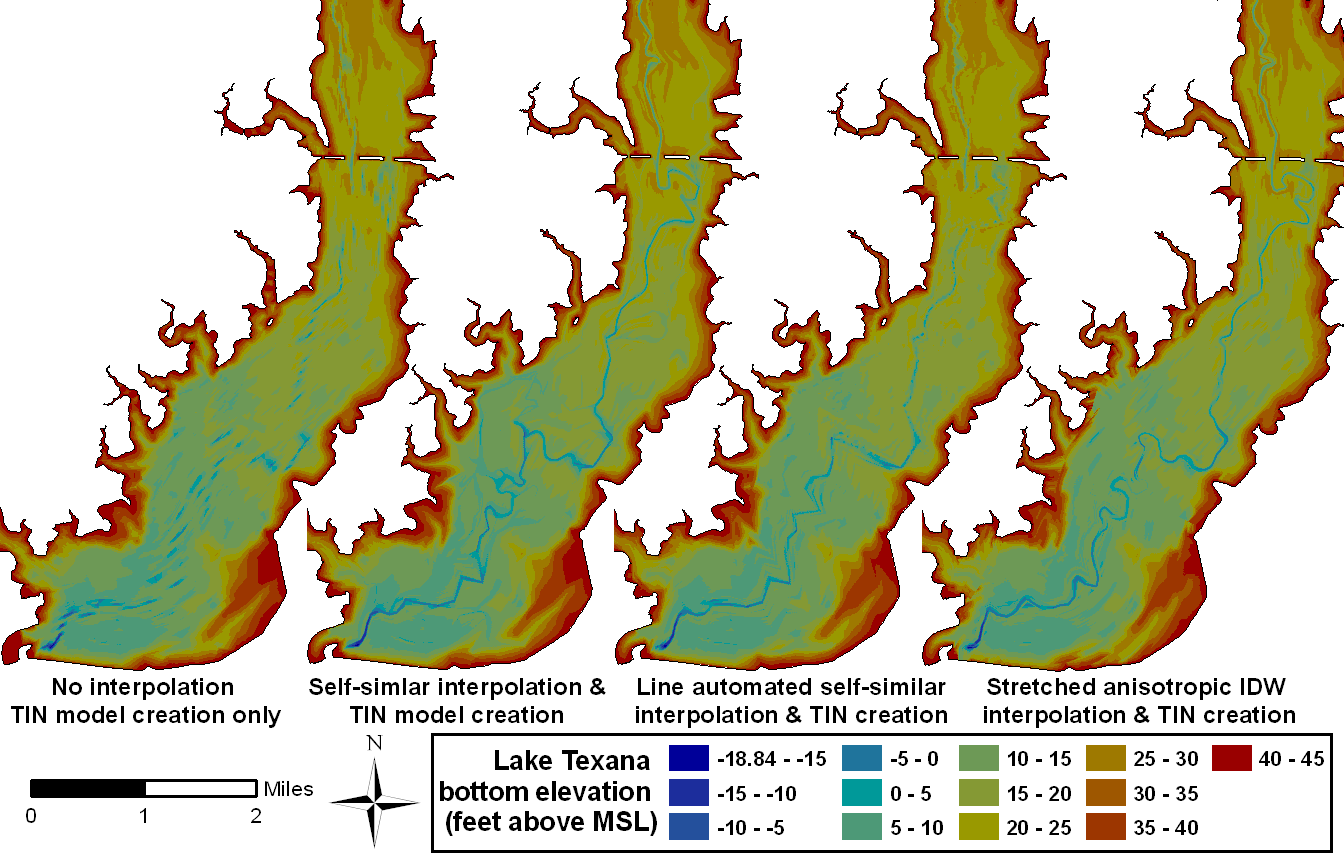 No interpolation
TIN model creation only
Self-simlar interpolation &
TIN model creation
Line automated self-similar
interpolation & TIN creation
Stretched anisotropic IDW
interpolation & TIN creation
0 1 2 Miles
N
Lake Texana
bottom elevation
(feet above MSL)
-18.84 - -15
-15 - -10
-10 - -5
-5 - 0
0 - 5
5 - 10
10 - 15
15 - 20
20 - 25
25 - 30
30 - 35
35 - 40
40 - 45